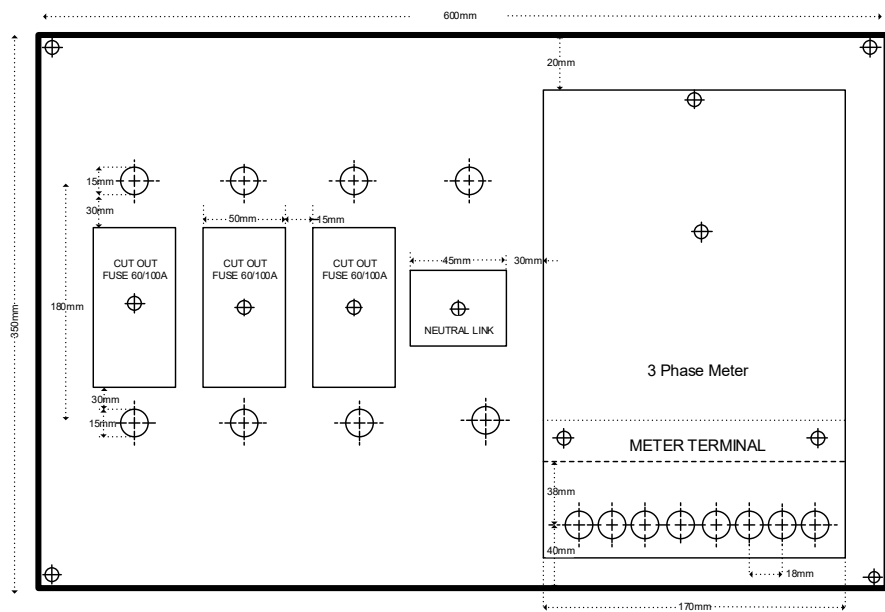 600mm
20mm
15mm
30mm
50mm
15mm
CUT OUT
FUSE 60/100A
CUT OUT
FUSE 60/100A
CUT OUT
FUSE 60/100A
45mm
30mm
180mm
350mm
NEUTRAL LINK
3 Phase Meter
30mm
15mm
METER TERMINAL
38mm
40mm
18mm
170mm